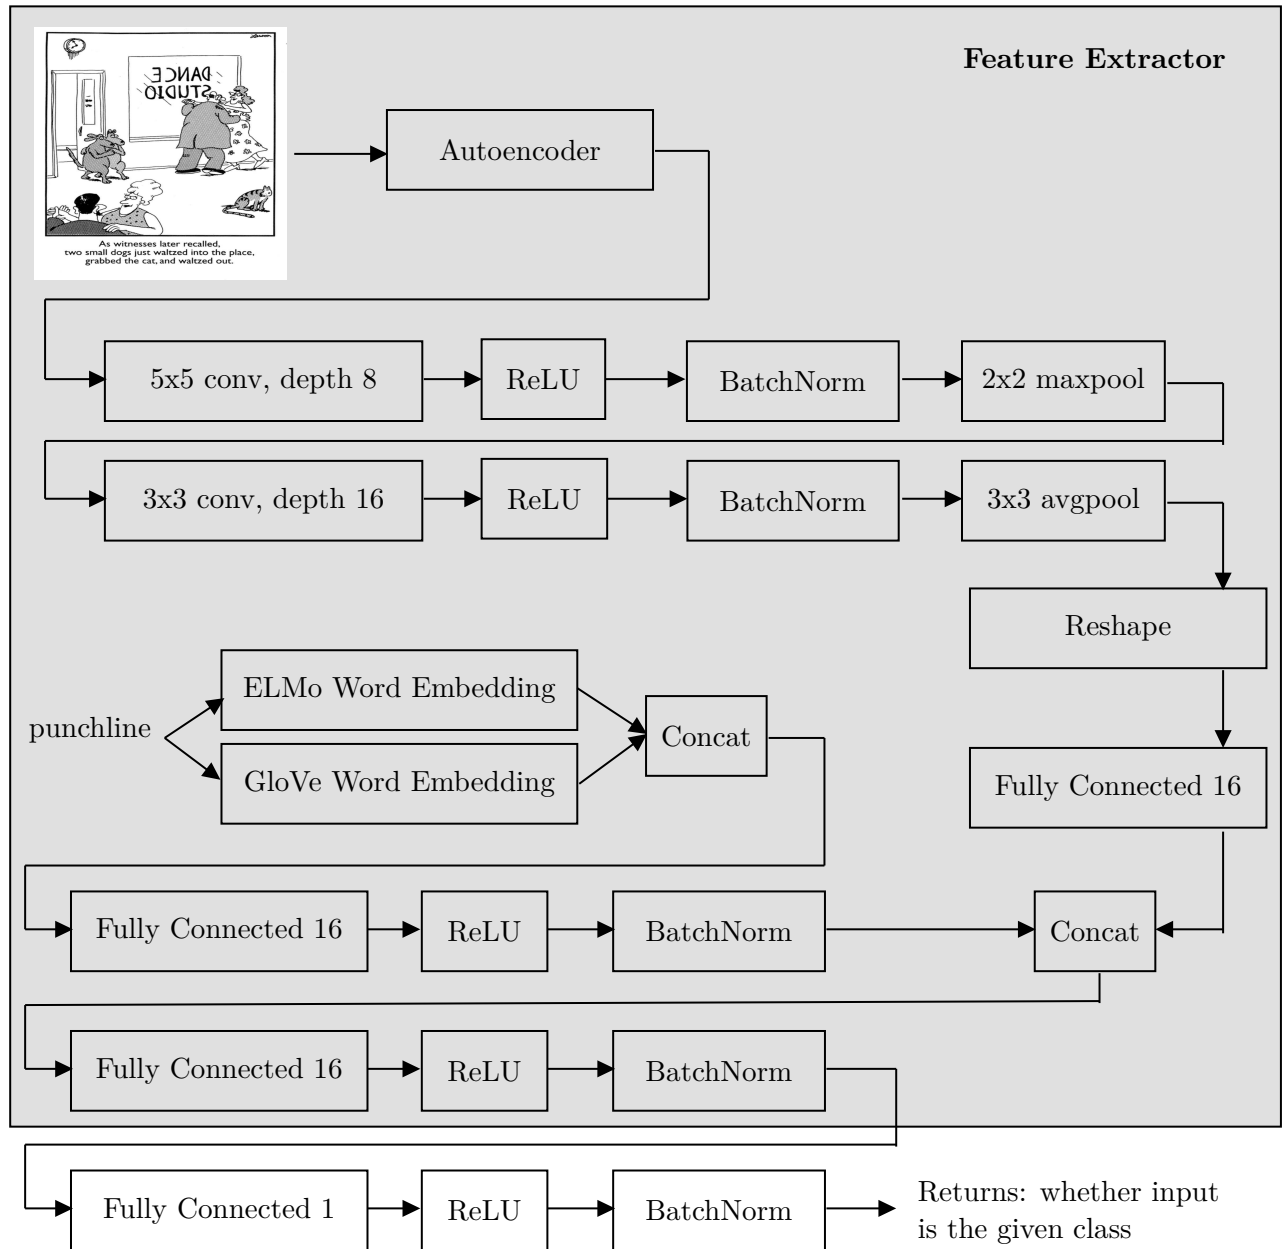 Feature Extractor
DANCE
STUDIO
Larson
As witnesses later recalled,
two small dogs just waltzed into the place,
grabbed the cat, and waltzed out.
Autoencoder
5x5 conv, depth 8
ReLU
BatchNorm
2x2 maxpool
3x3 conv, depth 16
ReLU
BatchNorm
3x3 avgpool
Reshape
punchline
ELMo Word Embedding
GloVe Word Embedding
Concat
Fully Connected 16
Fully Connected 16
ReLU
BatchNorm
Concat
Fully Connected 16
ReLU
BatchNorm
Fully Connected 1
ReLU
BatchNorm
Returns: whether input
is the given class